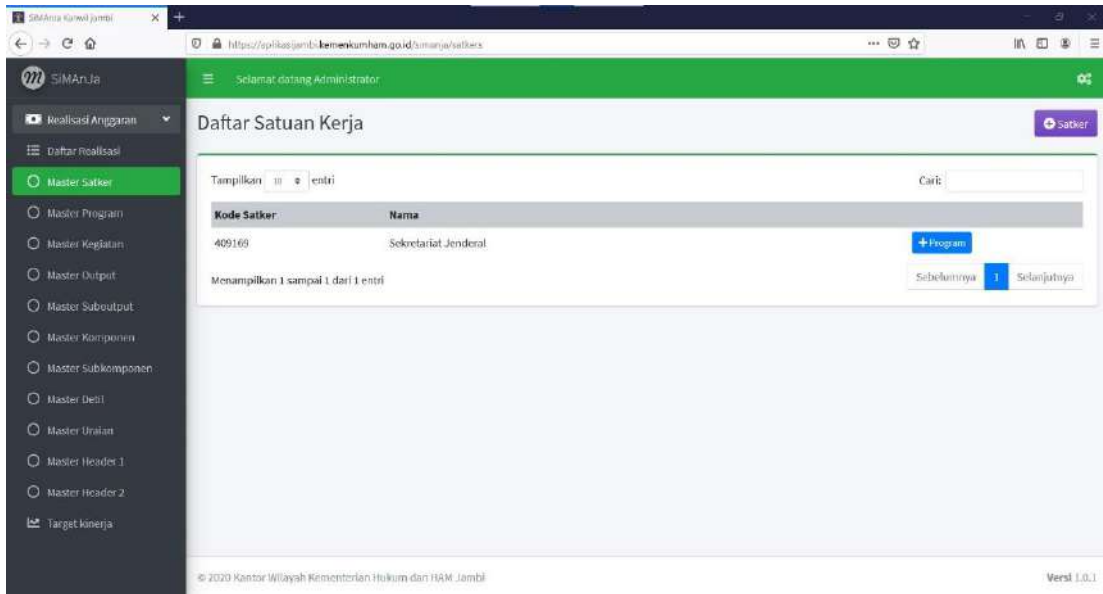 SiMAnJa Kanwil Jambi
https://aplikasijambi.kemenkumham.go.id/simanja/satkers
SiMAnJa
Selamat datang Administrator
Realisasi Anggaran
Daftar Realisasi
Master Satker
Master Program
Master Kegiatan
Master Output
Master Suboutput
Master Komponen
Master Subkomponen
Master Detil
Master Uraian
Master Header 1
Master Header 2
Target kinerja
Daftar Satuan Kerja
Satker
Tampilkan 10 entri
Cari:
Kode Satker Nama
409169 Sekretariat Jenderal +Program
Menampilkan 1 sampai 1 dari 1 entri
Sebelumnya 1 Selanjutnya
© 2020 Kantor Wilayah Kementerian Hukum dan HAM Jambi
Versi 1.0.1